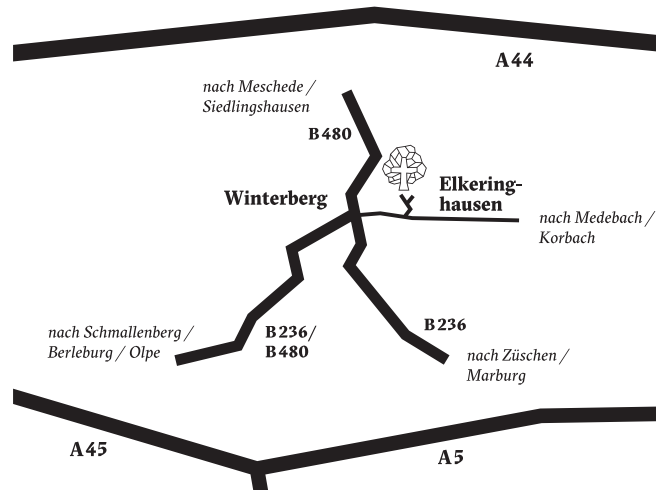 A44
nach Meschede /
Siedlingshausen
B480
Elkering-
hausen
Winterberg
nach Medebach /
Korbach
B236
B236/
B480
nach Schmallenberg /
Berleburg / Olpe
nach Züschen /
Marburg
A45
A5